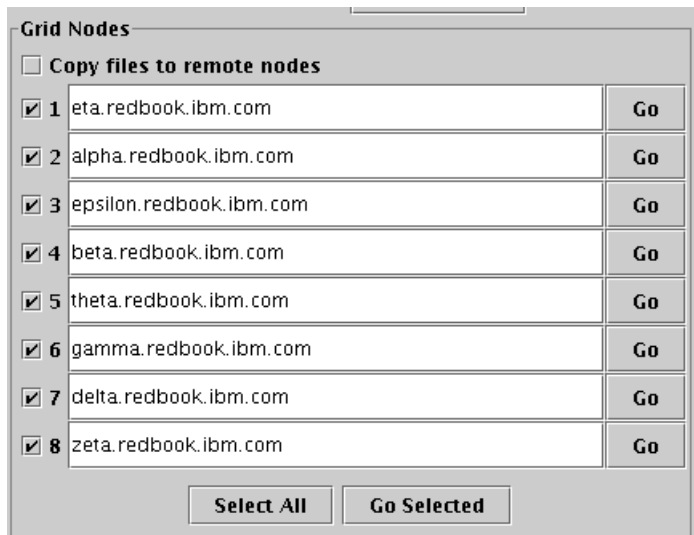 Grid Nodes
Copy files to remote nodes
1 eta.redbook.ibm.com Go
2 alpha.redbook.ibm.com Go
3 epsilon.redbook.ibm.com Go
4 beta.redbook.ibm.com Go
5 theta.redbook.ibm.com Go
6 gamma.redbook.ibm.com Go
7 delta.redbook.ibm.com Go
8 zeta.redbook.ibm.com Go
Select All Go Selected